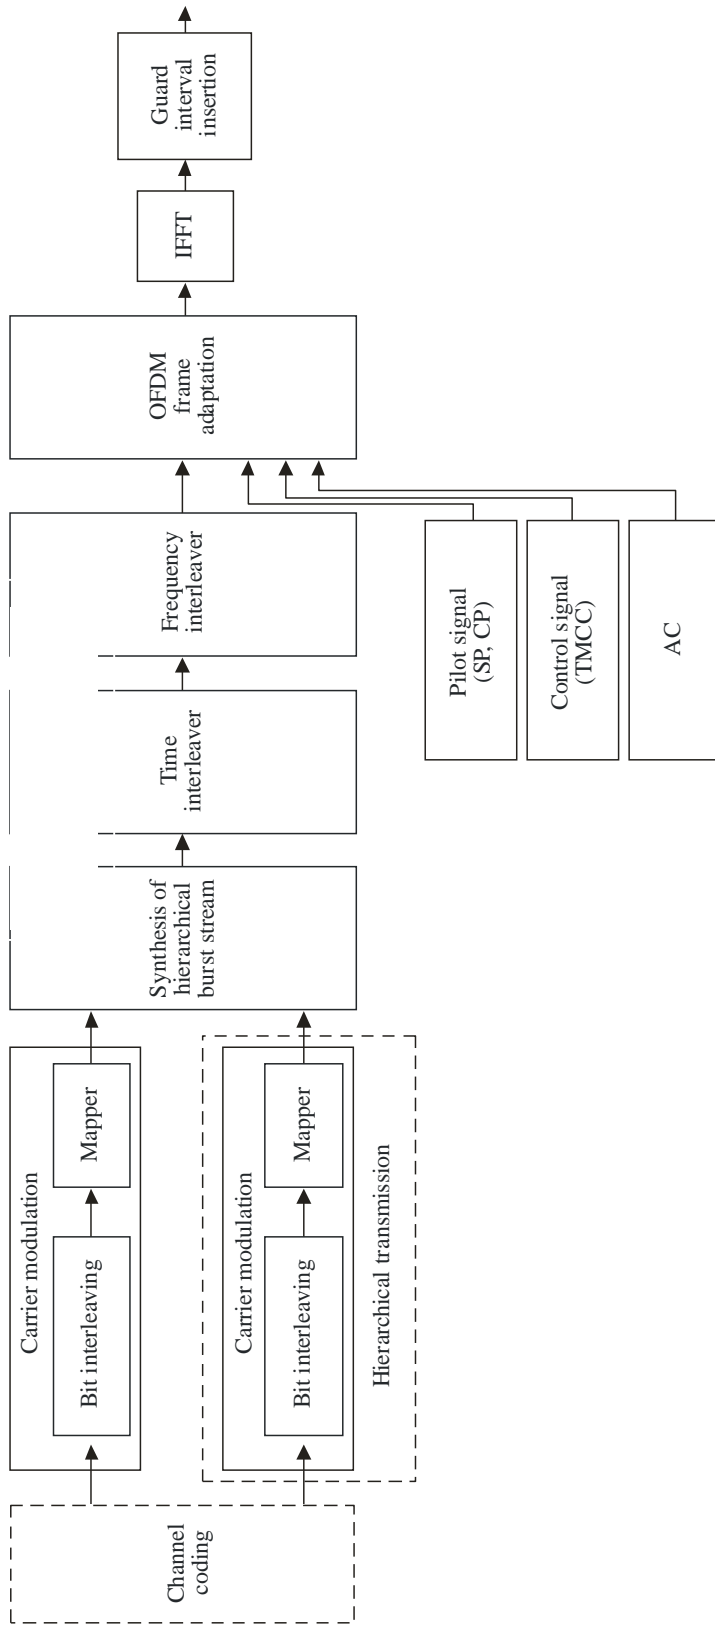 Channel
coding
Carrier modulation
Bit interleaving
Mapper
Carrier modulation
Bit interleaving
Mapper
Hierarchical transmission
Synthesis of
hierarchical
burst stream
Time
interleaver
Frequency
interleaver
OFDM
frame
adaptation
IFFT
Guard
interval
insertion
Pilot signal
(SP, CP)
Control signal
(TMCC)
AC